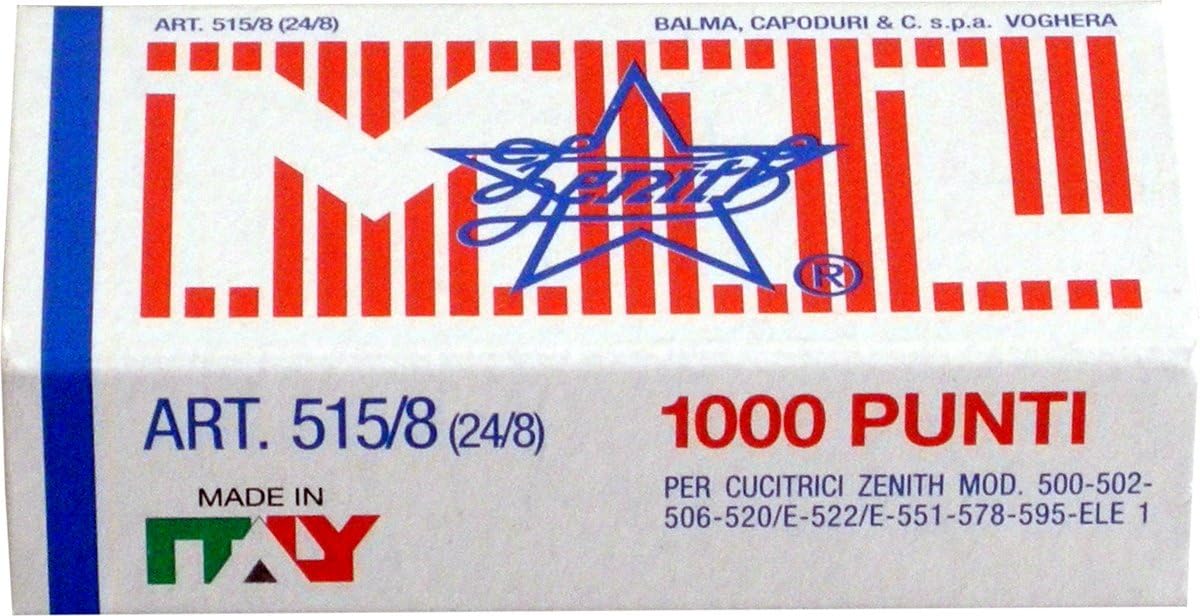 ART. 515/8 (24/8)
BALMA, CAPODURI & C. s.p.a. VOGHERA
Zenith
®
ART. 515/8 (24/8)
1000 PUNTI
PER CUCITRICI ZENITH MOD. 500-502-
506-520/E-522/E-551-578-595-ELE 1
MADE IN
ITALY